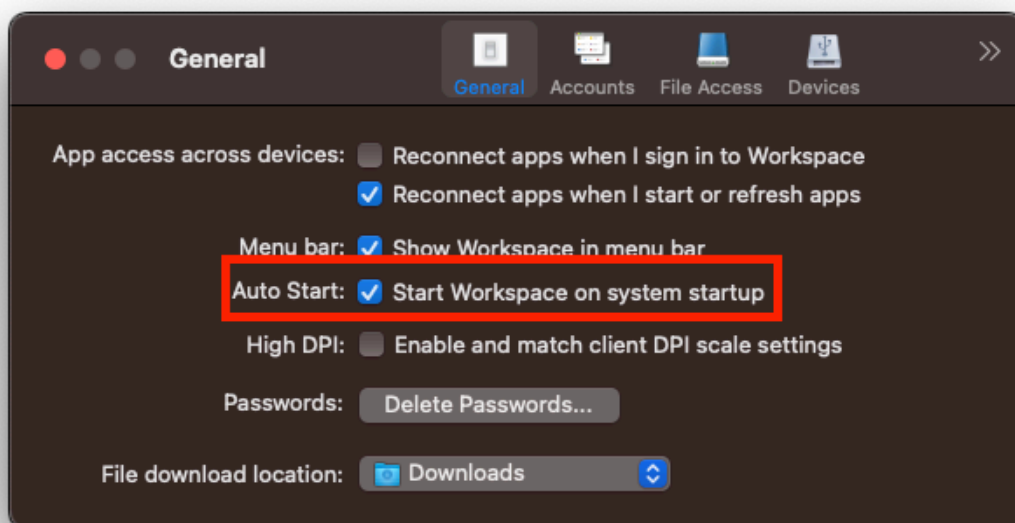 General
General Accounts File Access Devices
App access across devices: Reconnect apps when I sign in to Workspace
Reconnect apps when I start or refresh apps
Menu bar: Show Workspace in menu bar
Auto Start: Start Workspace on system startup
High DPI: Enable and match client DPI scale settings
Passwords: Delete Passwords...
File download location: Downloads